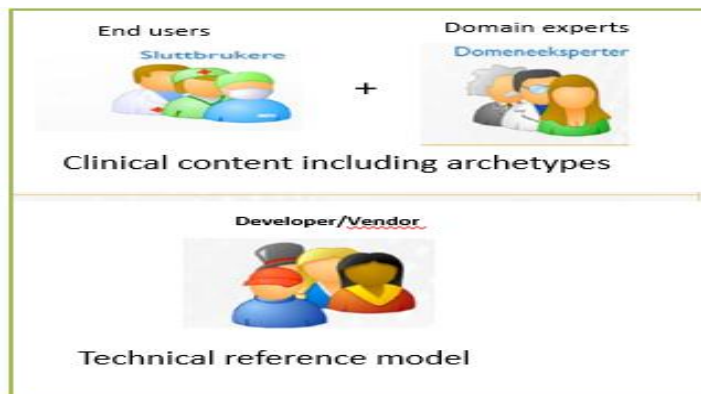 End users
Domain experts
Sluttbrukere
Domeneeksperter
+
Clinical content including archetypes
Developer/Vendor
Technical reference model